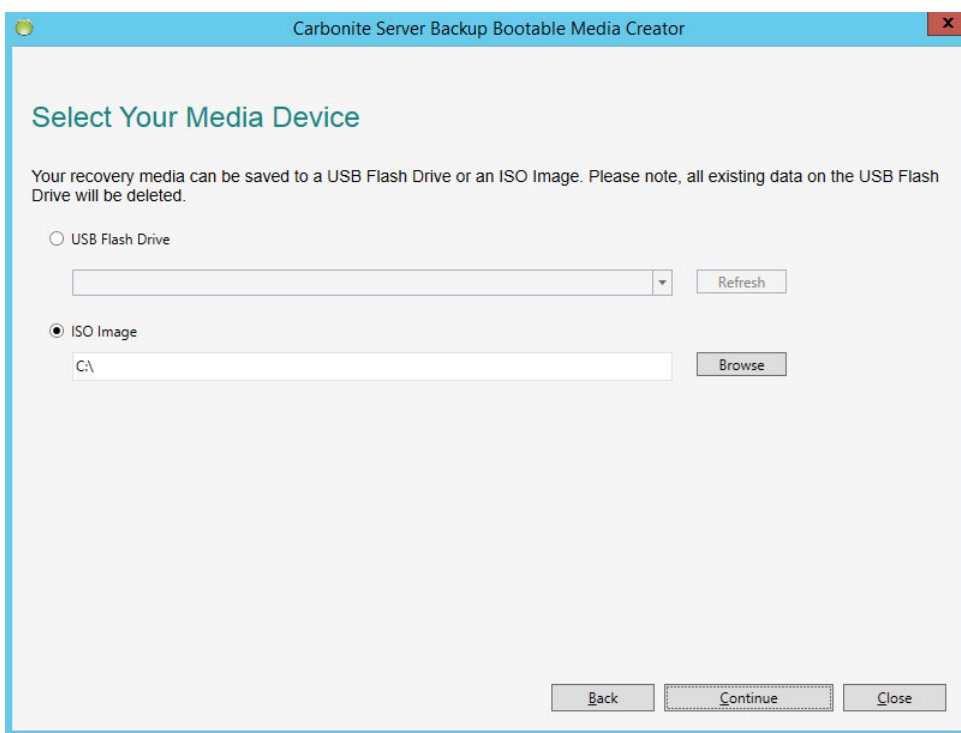 Carbonite Server Backup Bootable Media Creator
x
Select Your Media Device
Your recovery media can be saved to a USB Flash Drive or an ISO Image. Please note, all existing data on the USB Flash
Drive will be deleted.
USB Flash Drive
Refresh
ISO Image
C:\
Browse
Back Continue Close